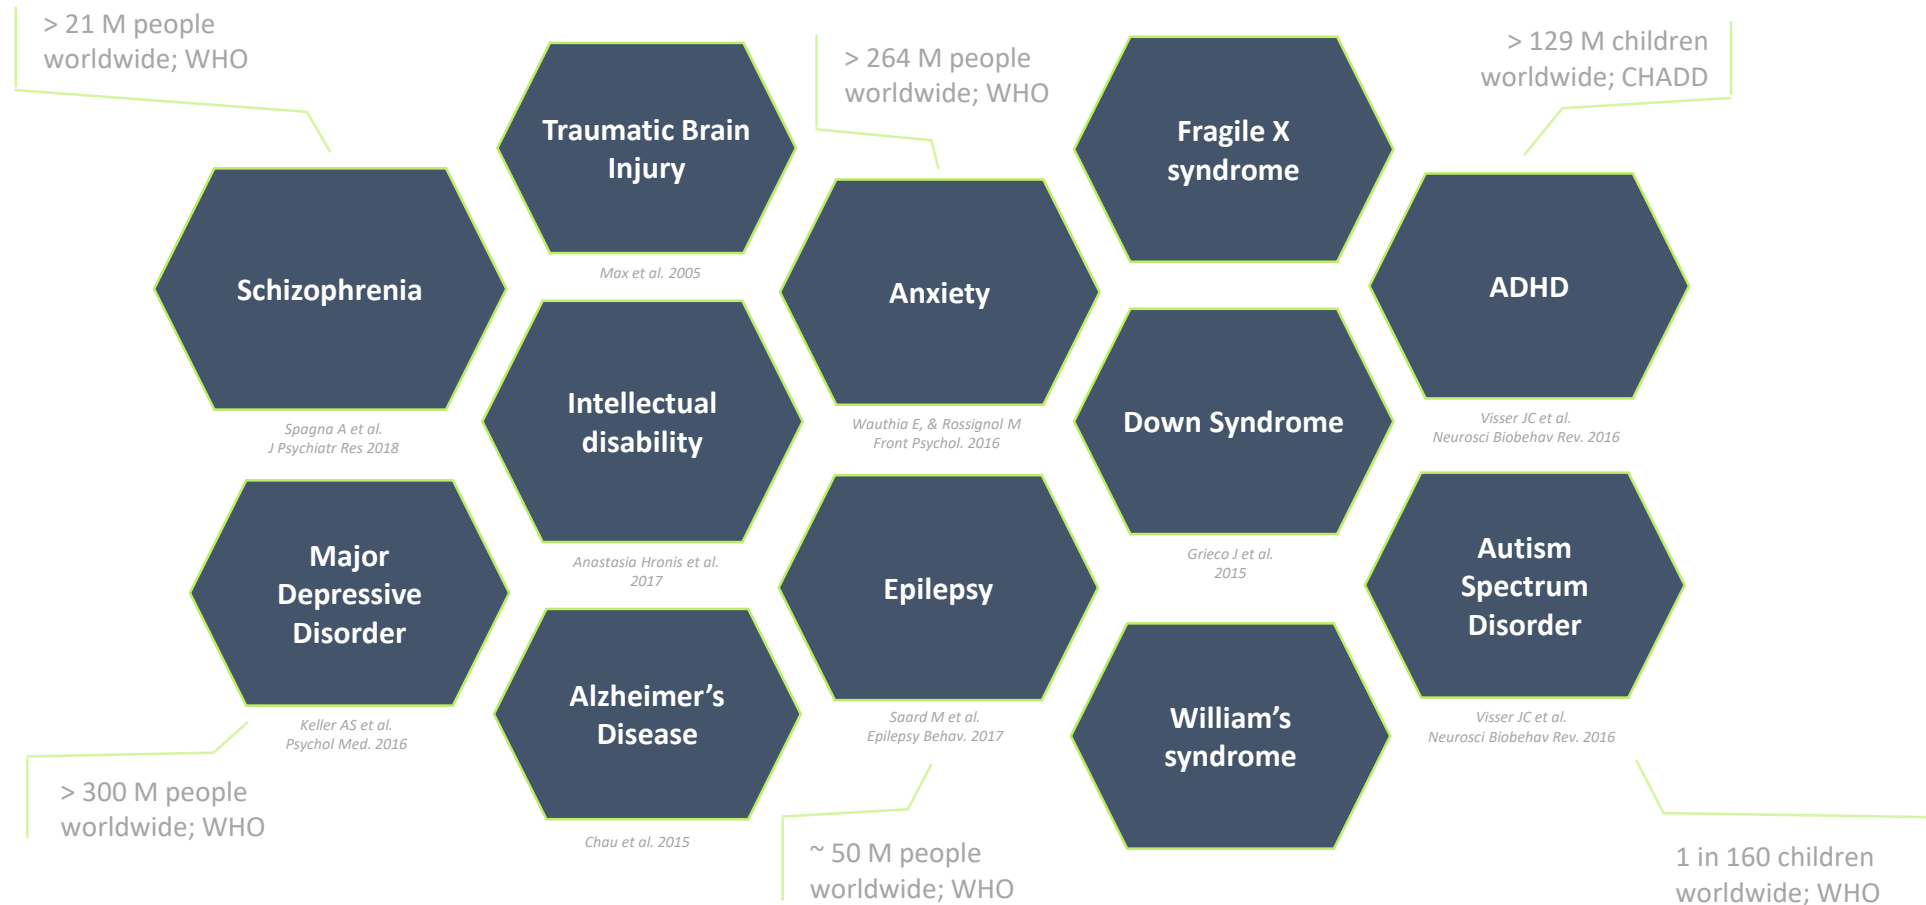 > 21 M people
worldwide; WHO
> 264 M people
worldwide; WHO
> 129 M children
worldwide; CHADD
Traumatic Brain
Injury
Max et al. 2005
Fragile X
syndrome
Schizophrenia
Spagna A et al.
J Psychiatr Res 2018
Anxiety
Wauthia E, & Rossignol M
Front Psychol. 2016
ADHD
Visser JC et al.
Neurosci Biobehav Rev. 2016
Intellectual
disability
Anastasia Hronis et al.
2017
Down Syndrome
Grieco J et al.
2015
Major
Depressive
Disorder
Keller AS et al.
Psychol Med. 2016
Epilepsy
Saard M et al.
Epilepsy Behav. 2017
Autism
Spectrum
Disorder
Visser JC et al.
Neurosci Biobehav Rev. 2016
Alzheimer’s
Disease
Chau et al. 2015
William’s
syndrome
> 300 M people
worldwide; WHO
~ 50 M people
worldwide; WHO
1 in 160 children
worldwide; WHO